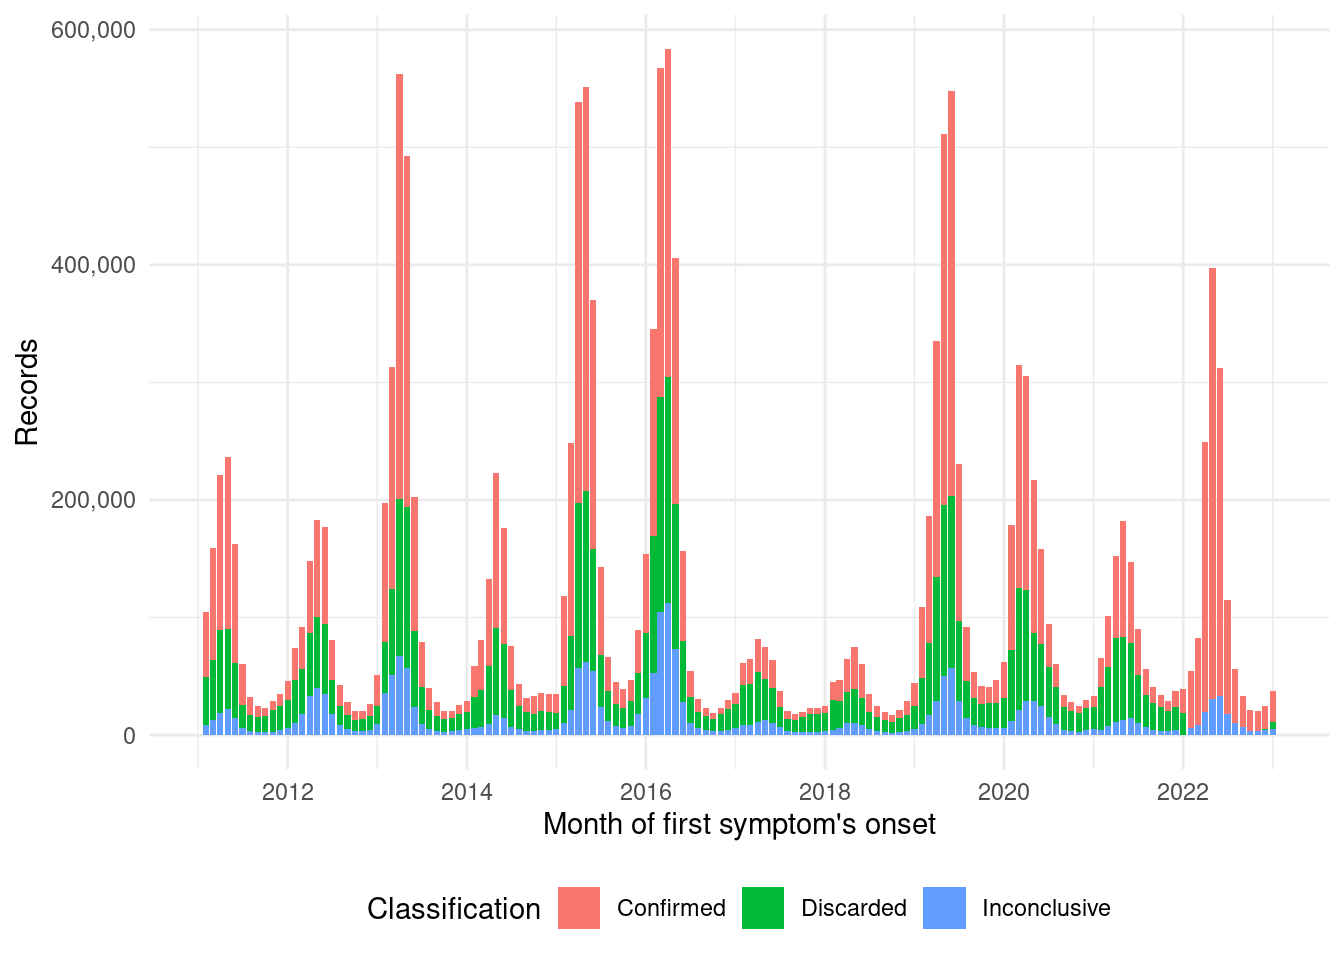 600,000
400,000
200,000
0
Records
2012 2014 2016 2018 2020 2022
Month of first symptom's onset
Classification Confirmed Discarded Inconclusive